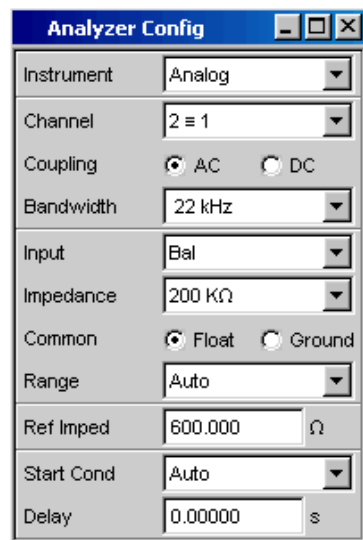 Analyzer Config
Instrument Analog
Channel 2 ≡ 1
Coupling AC DC
Bandwidth 22 kHz
Input Bal
Impedance 200 KΩ
Common Float Ground
Range Auto
Ref Imped 600.000 Ω
Start Cond Auto
Delay 0.00000 s